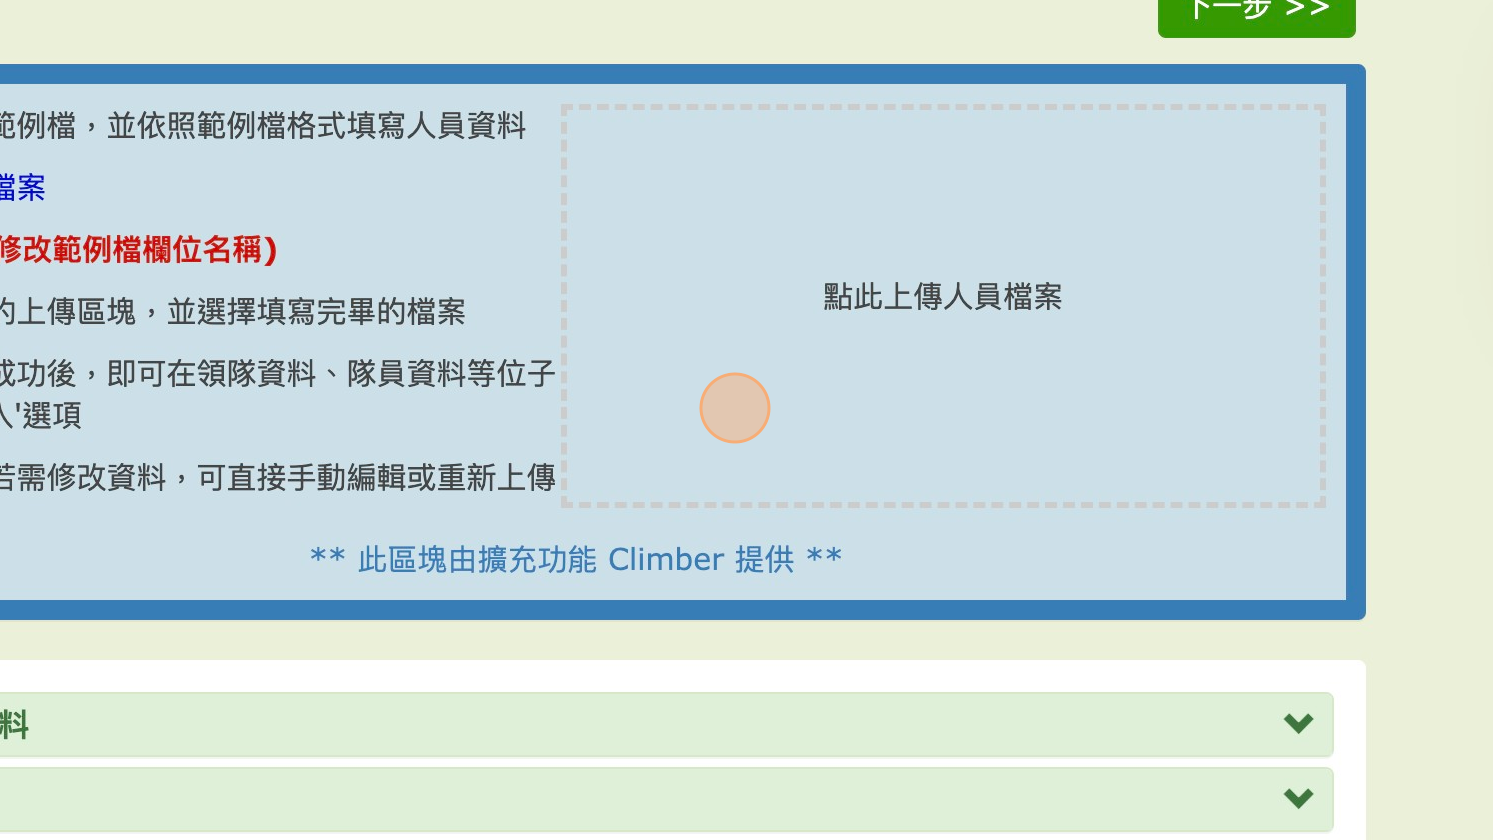 下一步 >>
範例檔，並依照範例檔格式填寫人員資料
檔案
修改範例檔欄位名稱)
的上傳區塊，並選擇填寫完畢的檔案
成功後，即可在領隊資料、隊員資料等位子
人'選項
若需修改資料，可直接手動編輯或重新上傳
點此上傳人員檔案
** 此區塊由擴充功能 Climber 提供 **
料